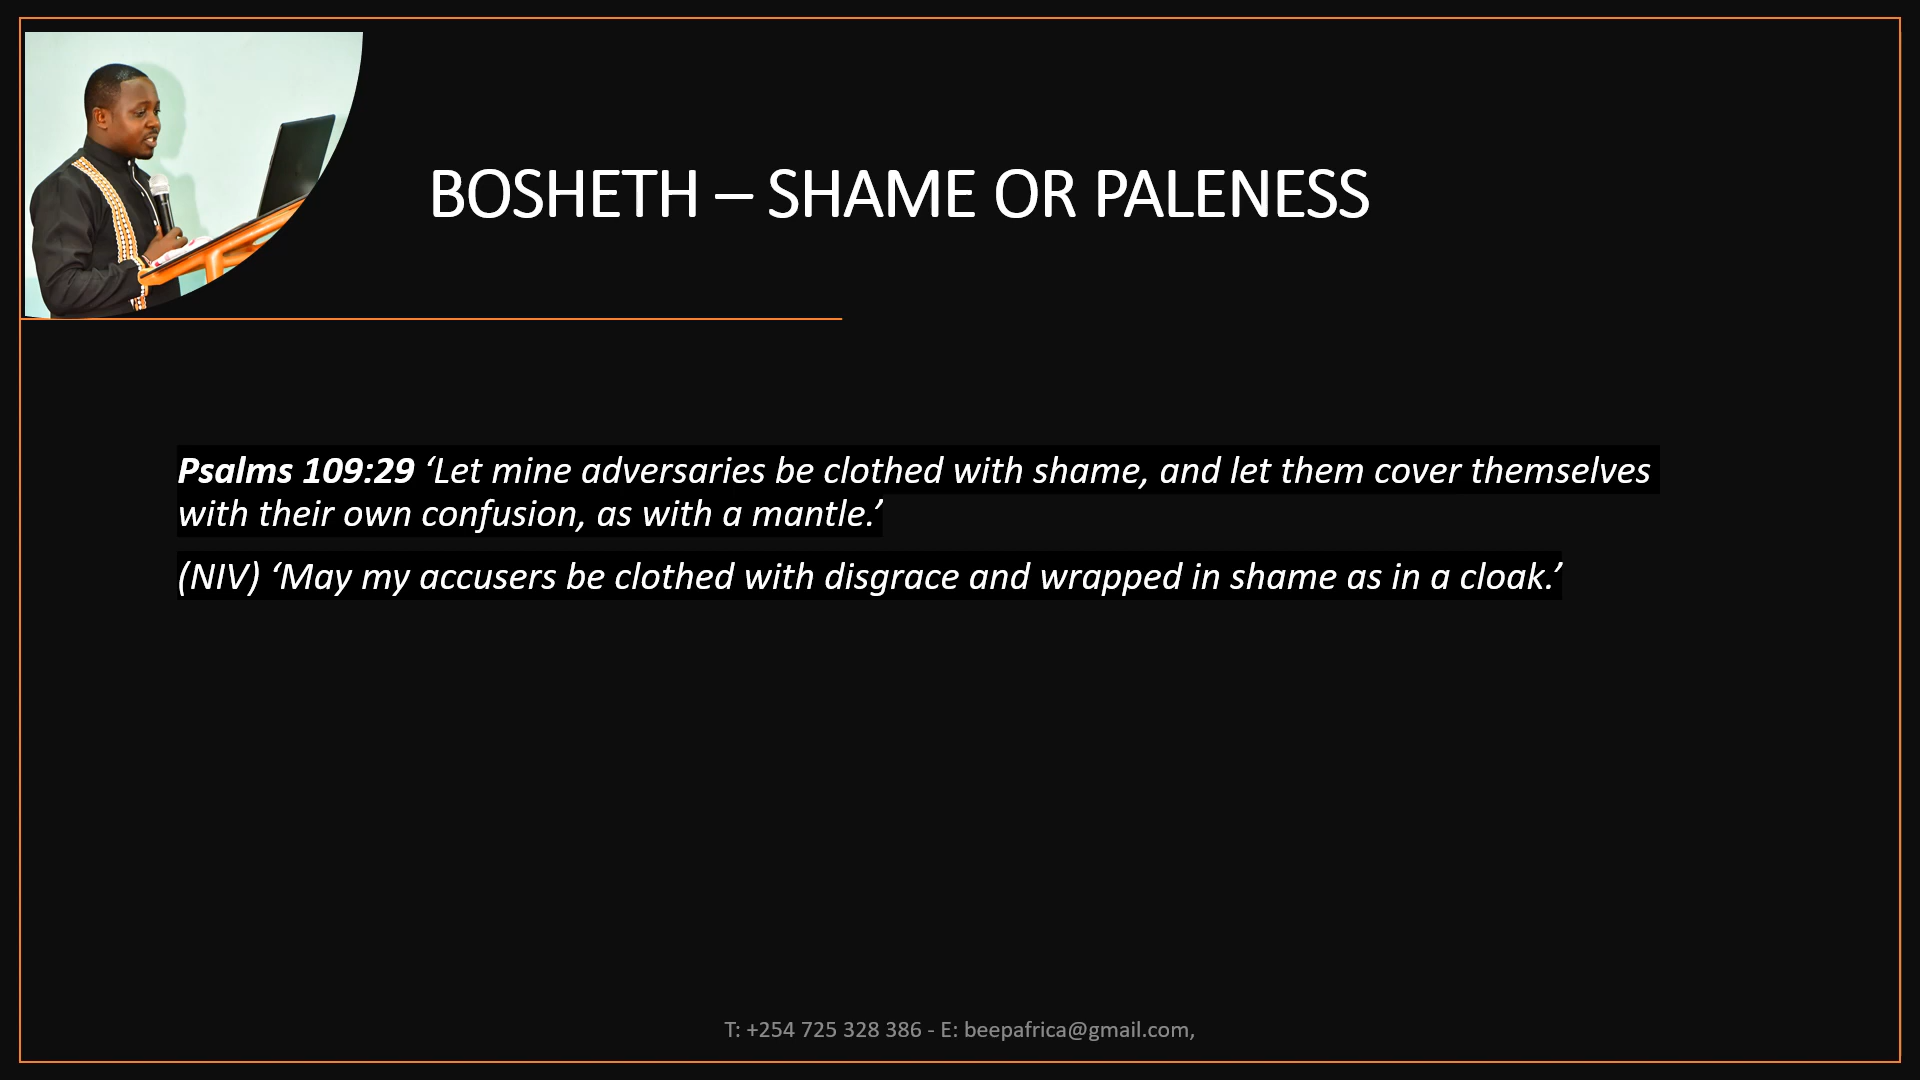 BOSHETH – SHAME OR PALENESS
Psalms 109:29 ‘Let mine adversaries be clothed with shame, and let them cover themselves
with their own confusion, as with a mantle.’
(NIV) ‘May my accusers be clothed with disgrace and wrapped in shame as in a cloak.’
T: +254 725 328 386 - E: beepafrica@gmail.com,